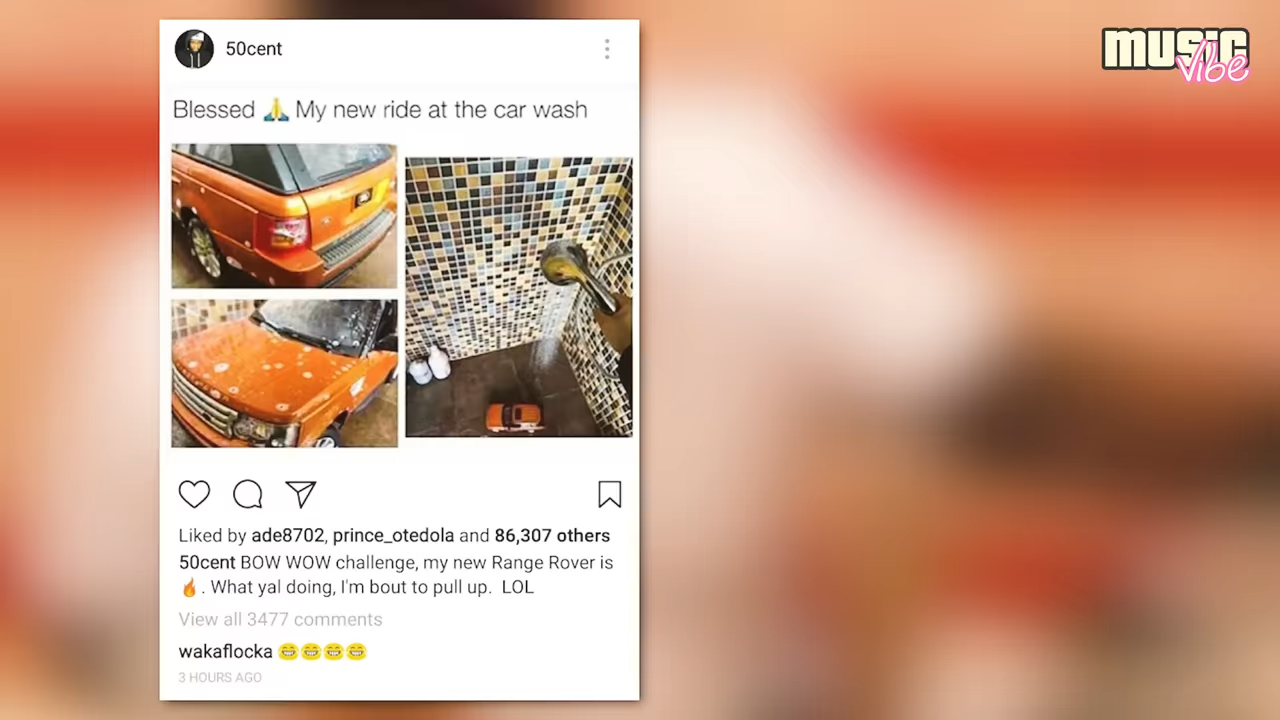 MUSIC
Vibe
50cent
Blessed 🙏 My new ride at the car wash
Liked by ade8702, prince_otedola and 86,307 others
50cent BOW WOW challenge, my new Range Rover is
🔥. What yal doing, I'm bout to pull up. LOL
View all 3477 comments
wakaflocka 😂😂😂😂
3 HOURS AGO